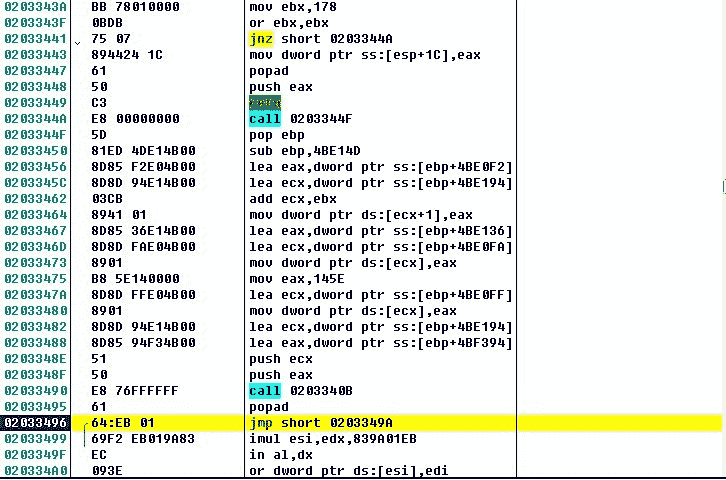 0203343A BB 78010000 mov ebx,178
0203343F 0BDB or ebx,ebx
02033441 75 07 jnz short 0203344A
02033443 894424 1C mov dword ptr ss:[esp+1C],eax
02033447 61 popad
02033448 50 push eax
02033449 C3
0203344A E8 00000000 call 0203344F
0203344F 5D pop ebp
02033450 81ED 4DE14B00 sub ebp,4BE14D
02033456 8D85 F2E04B00 lea eax,dword ptr ss:[ebp+4BE0F2]
0203345C 8D8D 94E14B00 lea ecx,dword ptr ss:[ebp+4BE194]
02033462 03CB add ecx,ebx
02033464 8941 01 mov dword ptr ds:[ecx+1],eax
02033467 8D85 36E14B00 lea eax,dword ptr ss:[ebp+4BE136]
0203346D 8D8D FAE04B00 lea ecx,dword ptr ss:[ebp+4BE0FA]
02033473 8901 mov dword ptr ds:[ecx],eax
02033475 B8 5E140000 mov eax,145E
0203347A 8D8D FFE04B00 lea ecx,dword ptr ss:[ebp+4BE0FF]
02033480 8901 mov dword ptr ds:[ecx],eax
02033482 8D8D 94E14B00 lea ecx,dword ptr ss:[ebp+4BE194]
02033488 8D85 94F34B00 lea eax,dword ptr ss:[ebp+4BF394]
0203348E 51 push ecx
0203348F 50 push eax
02033490 E8 76FFFFFF call 0203340B
02033495 61 popad
02033496 64:EB 01 jmp short 0203349A
02033499 69F2 EB019A83 imul esi,edx,839A01EB
0203349F EC in al,dx
020334A0 093E or dword ptr ds:[esi],edi